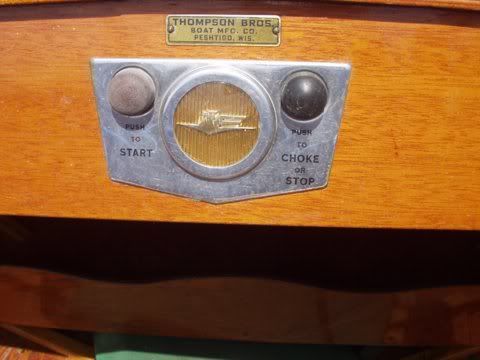 THOMPSON BROS.
BOAT MFG. CO.
PESHTIGO, WIS.
PUSH
TO
START
PUSH
TO
CHOKE
OR
STOP